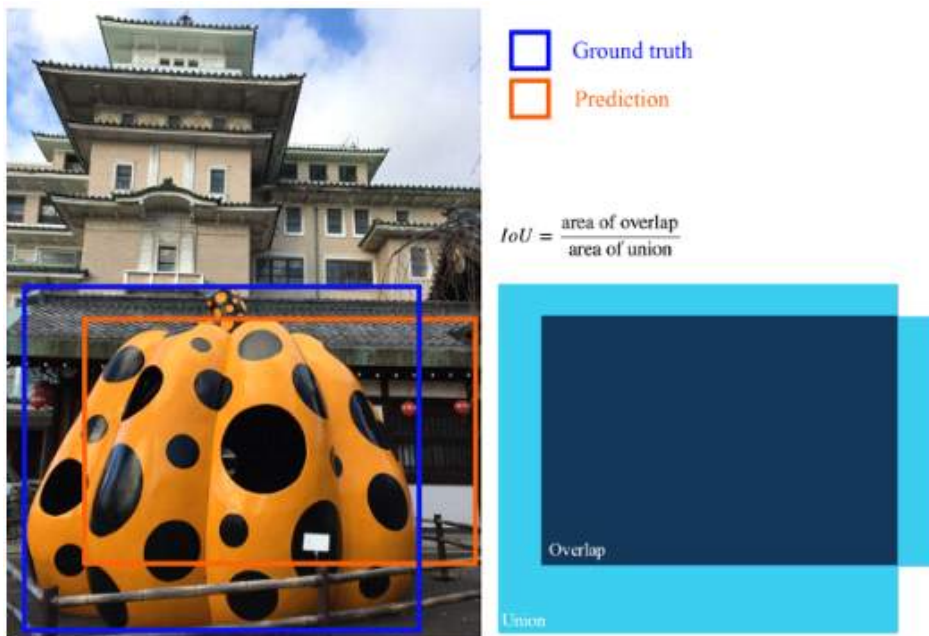 Ground truth
Prediction
IoU = area of overlap / area of union
Overlap
Union